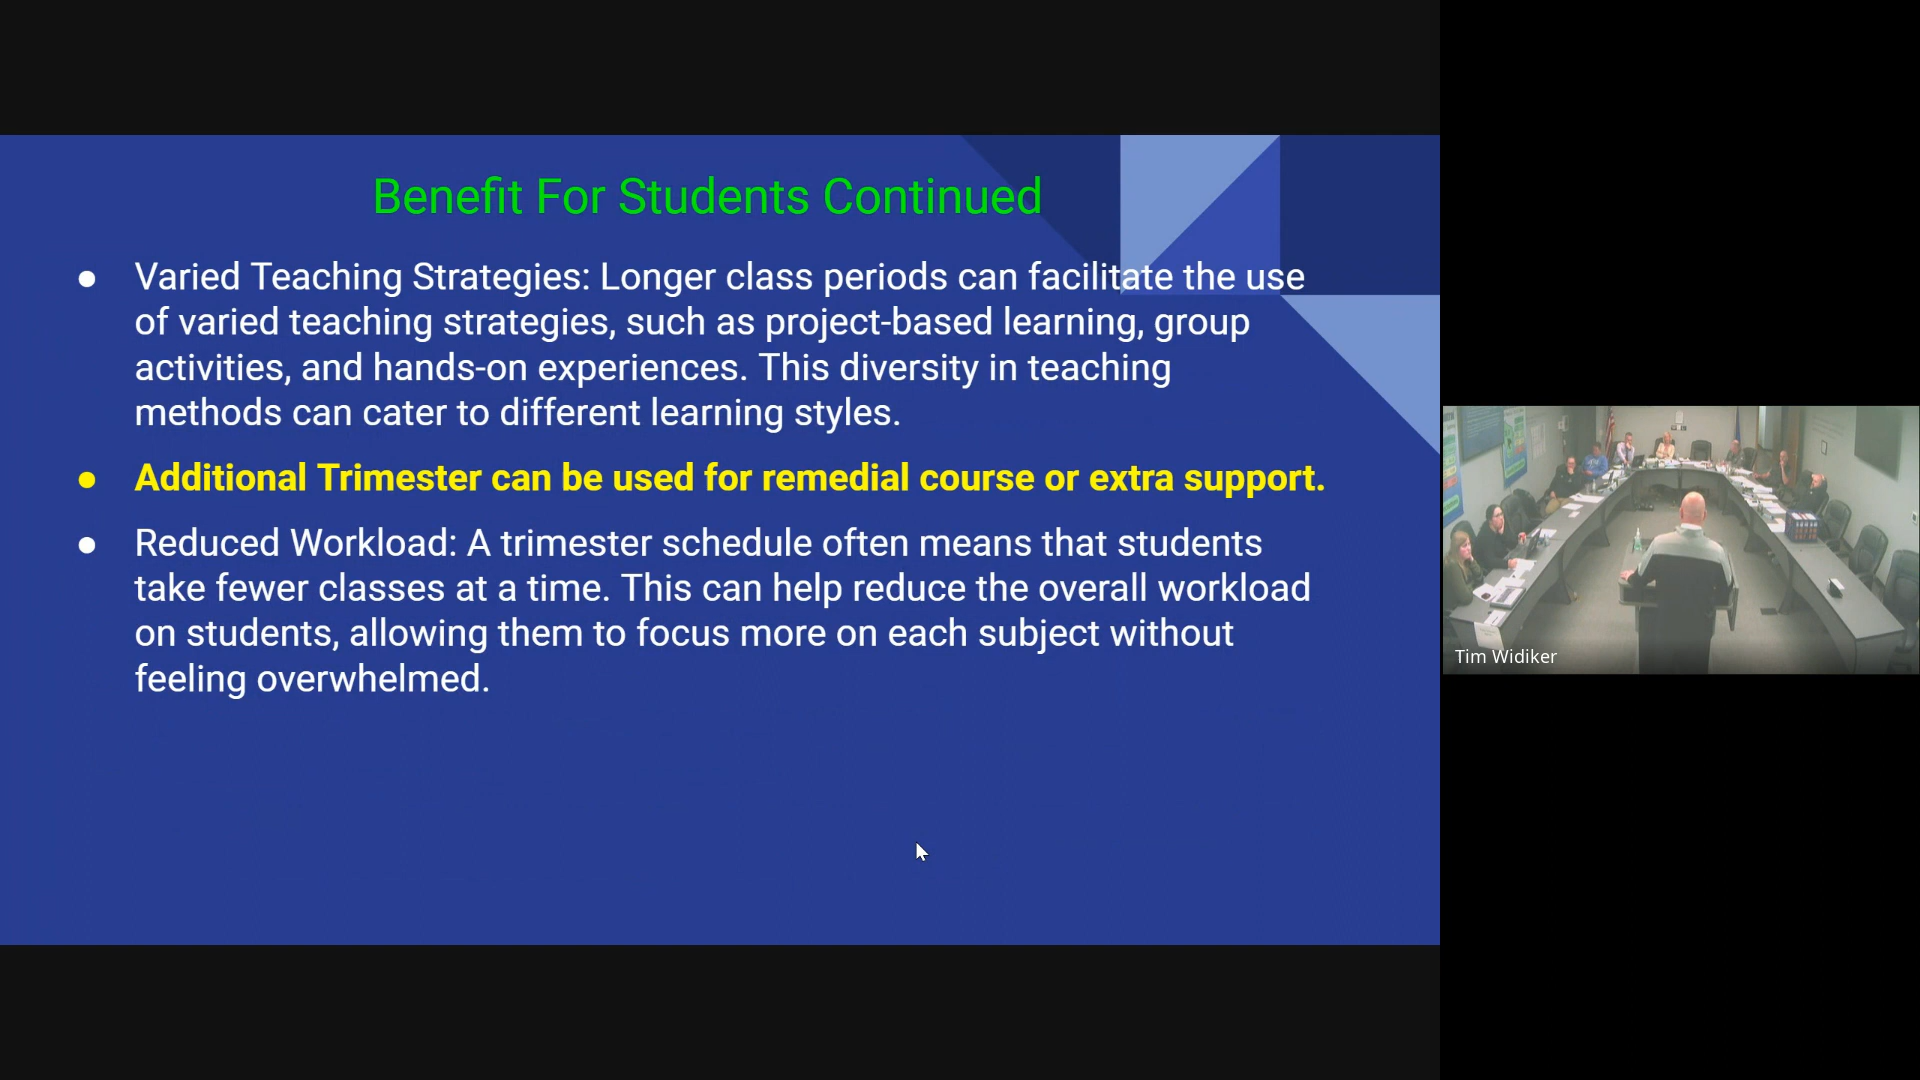 Benefit For Students Continued
● Varied Teaching Strategies: Longer class periods can facilitate the use
of varied teaching strategies, such as project-based learning, group
activities, and hands-on experiences. This diversity in teaching
methods can cater to different learning styles.
● Additional Trimester can be used for remedial course or extra support.
● Reduced Workload: A trimester schedule often means that students
take fewer classes at a time. This can help reduce the overall workload
on students, allowing them to focus more on each subject without
feeling overwhelmed.
Tim Widiker